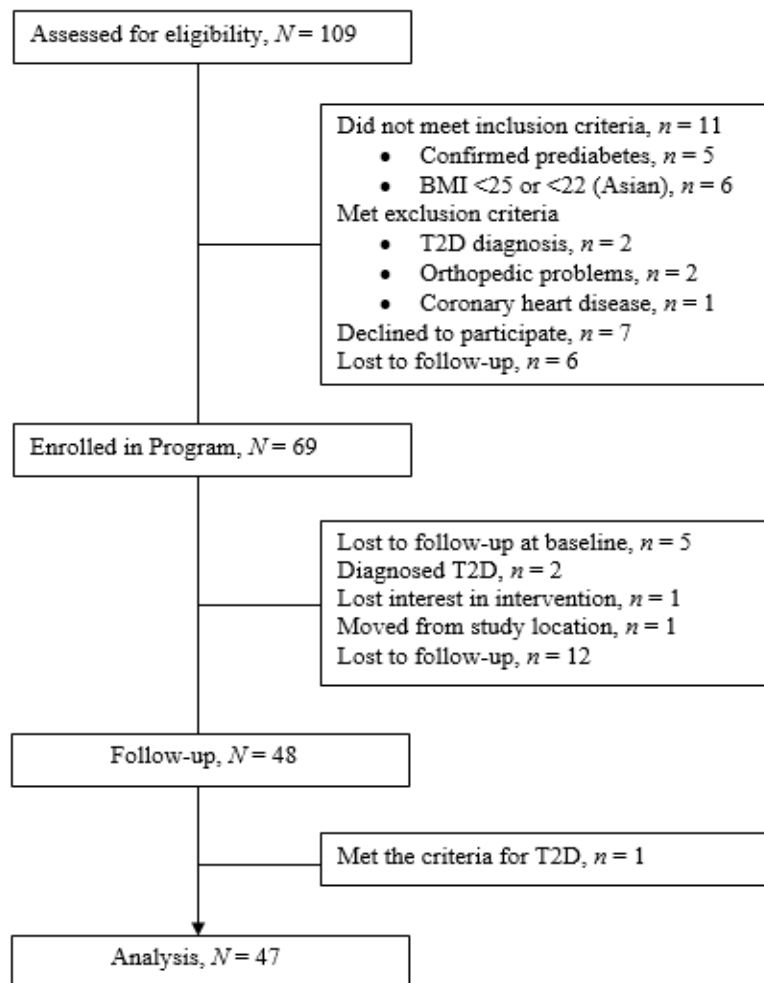 Assessed for eligibility, N = 109
Did not meet inclusion criteria, n = 11
• Confirmed prediabetes, n = 5
• BMI <25 or <22 (Asian), n = 6
Met exclusion criteria
• T2D diagnosis, n = 2
• Orthopedic problems, n = 2
• Coronary heart disease, n = 1
Declined to participate, n = 7
Lost to follow-up, n = 6
Enrolled in Program, N = 69
Lost to follow-up at baseline, n = 5
Diagnosed T2D, n = 2
Lost interest in intervention, n = 1
Moved from study location, n = 1
Lost to follow-up, n = 12
Follow-up, N = 48
Met the criteria for T2D, n = 1
Analysis, N = 47